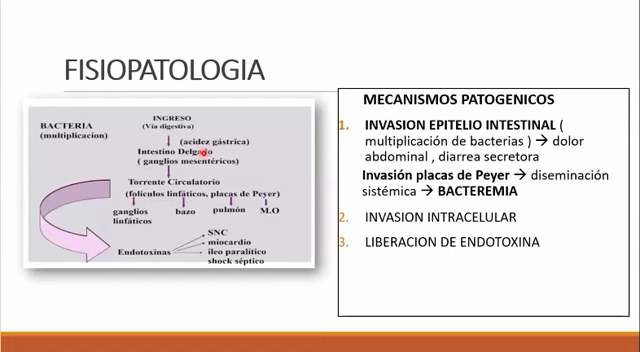 FISIOPATOLOGIA
BACTERIA
(multiplicacion)
INGRESO
(Vía digestiva)
(acidez gástrica)
Intestino Delgado
( ganglios mesentéricos)
Torrente Circulatorio
(folículos linfáticos, placas de Peyer)
ganglios
linfáticos
bazo
pulmón
M.O
Endotoxinas
SNC
miocardio
íleo paralítico
shock séptico
MECANISMOS PATOGENICOS
1. INVASION EPITELIO INTESTINAL (
multiplicación de bacterias ) → dolor
abdominal , diarrea secretora
Invasión placas de Peyer → diseminación
sistémica → BACTEREMIA
2. INVASION INTRACELULAR
3. LIBERACION DE ENDOTOXINA